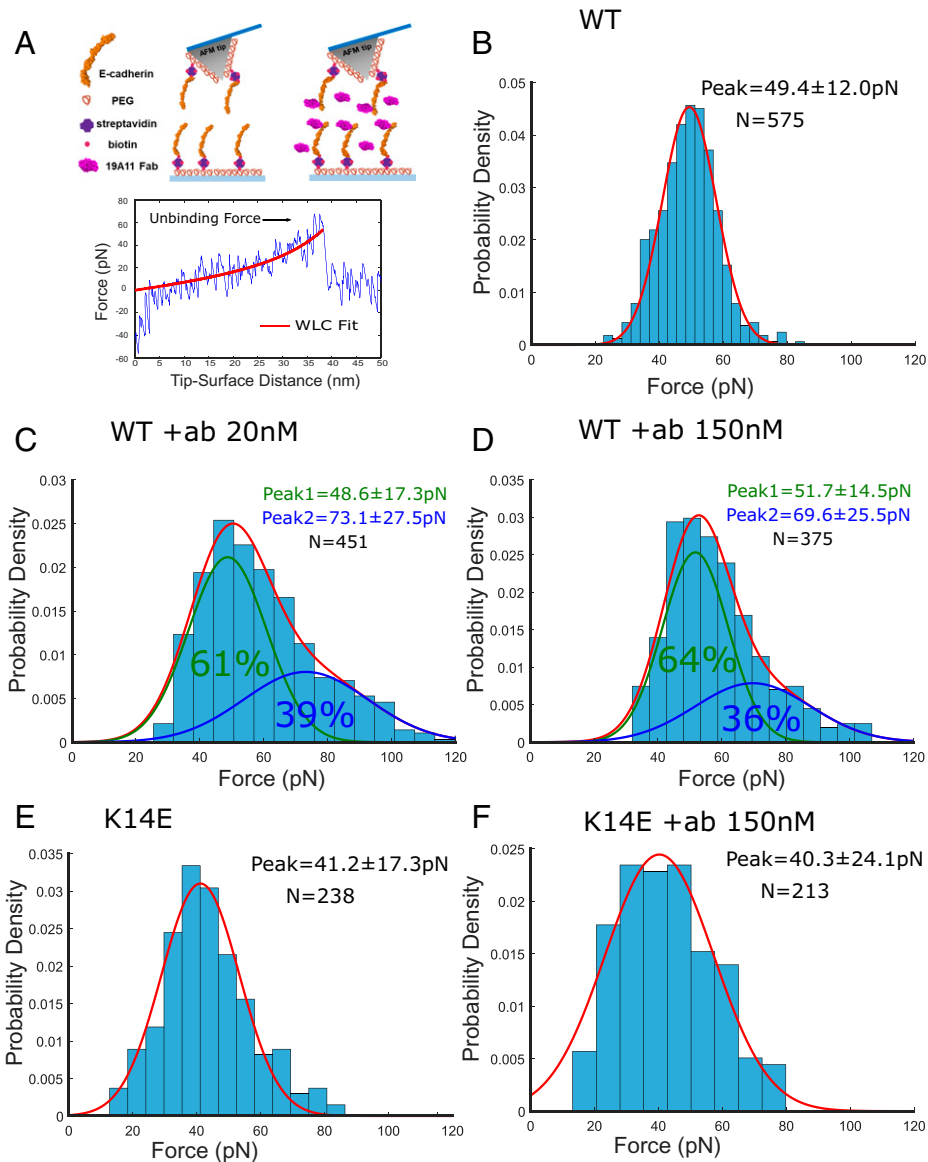 A
AFM tip
AFM tip
E-cadherin
PEG
streptavidin
biotin
19A11 Fab
Unbinding Force
WLC Fit
Force (pN)
80
60
40
20
0
-20
-40
-60
0 5 10 15 20 25 30 35 40 45 50
Tip-Surface Distance (nm)
B
WT
Peak=49.4±12.0pN
N=575
Probability Density
0.05
0.04
0.03
0.02
0.01
0
0 20 40 60 80 100 120
Force (pN)
C
WT +ab 20nM
Peak1=48.6±17.3pN
Peak2=73.1±27.5pN
N=451
61%
39%
Probability Density
0.03
0.025
0.02
0.015
0.01
0.005
0
0 20 40 60 80 100 120
Force (pN)
D
WT +ab 150nM
Peak1=51.7±14.5pN
Peak2=69.6±25.5pN
N=375
64%
36%
Probability Density
0.035
0.03
0.025
0.02
0.015
0.01
0.005
0
0 20 40 60 80 100 120
Force (pN)
E
K14E
Peak=41.2±17.3pN
N=238
Probability Density
0.035
0.03
0.025
0.02
0.015
0.01
0.005
0
0 20 40 60 80 100 120
Force (pN)
F
K14E +ab 150nM
Peak=40.3±24.1pN
N=213
Probability Density
0.025
0.02
0.015
0.01
0.005
0
0 20 40 60 80 100 120
Force (pN)